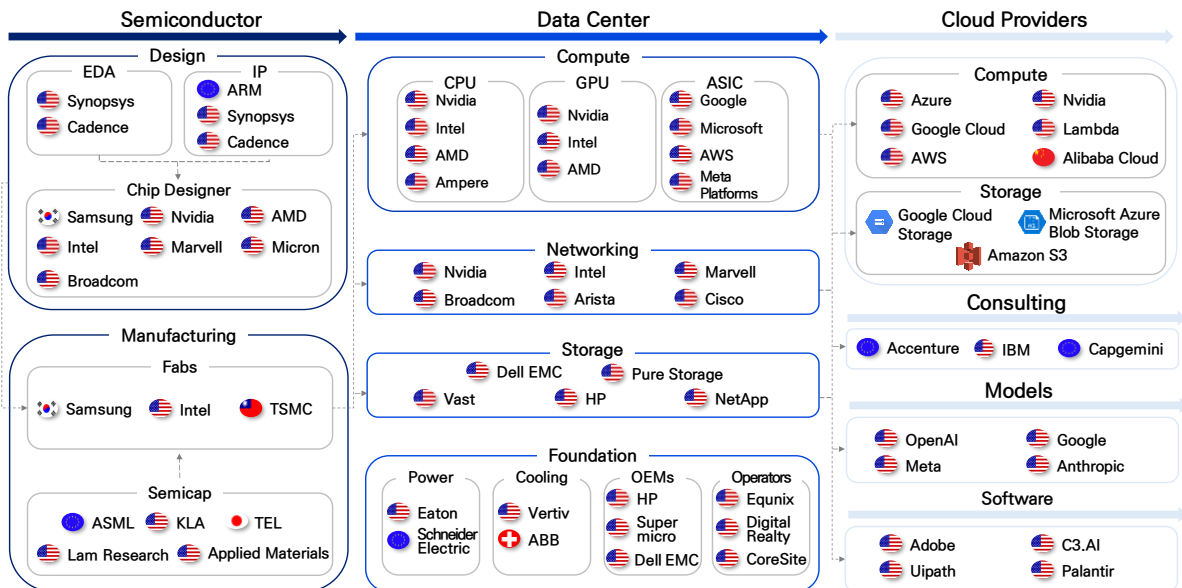 Semiconductor
Data Center
Cloud Providers
Design
EDA
Synopsys
Cadence
IP
ARM
Synopsys
Cadence
Chip Designer
Samsung
Nvidia
AMD
Intel
Marvell
Micron
Broadcom
Manufacturing
Fabs
Samsung
Intel
TSMC
Semicap
ASML
KLA
TEL
Lam Research
Applied Materials
Compute
CPU
Nvidia
Intel
AMD
Ampere
GPU
Nvidia
Intel
AMD
ASIC
Google
Microsoft
AWS
Meta
Platforms
Networking
Nvidia
Intel
Marvell
Broadcom
Arista
Cisco
Storage
Dell EMC
Pure Storage
Vast
HP
NetApp
Foundation
Power
Eaton
Schneider
Electric
Cooling
Vertiv
ABB
OEMs
HP
Super
micro
Dell EMC
Operators
Equnix
Digital
Realty
CoreSite
Compute
Azure
Nvidia
Google Cloud
Lambda
AWS
Alibaba Cloud
Storage
Google Cloud
Storage
Microsoft Azure
Blob Storage
Amazon S3
Consulting
Accenture
IBM
Capgemini
Models
OpenAI
Google
Meta
Anthropic
Software
Adobe
C3.AI
Uipath
Palantir